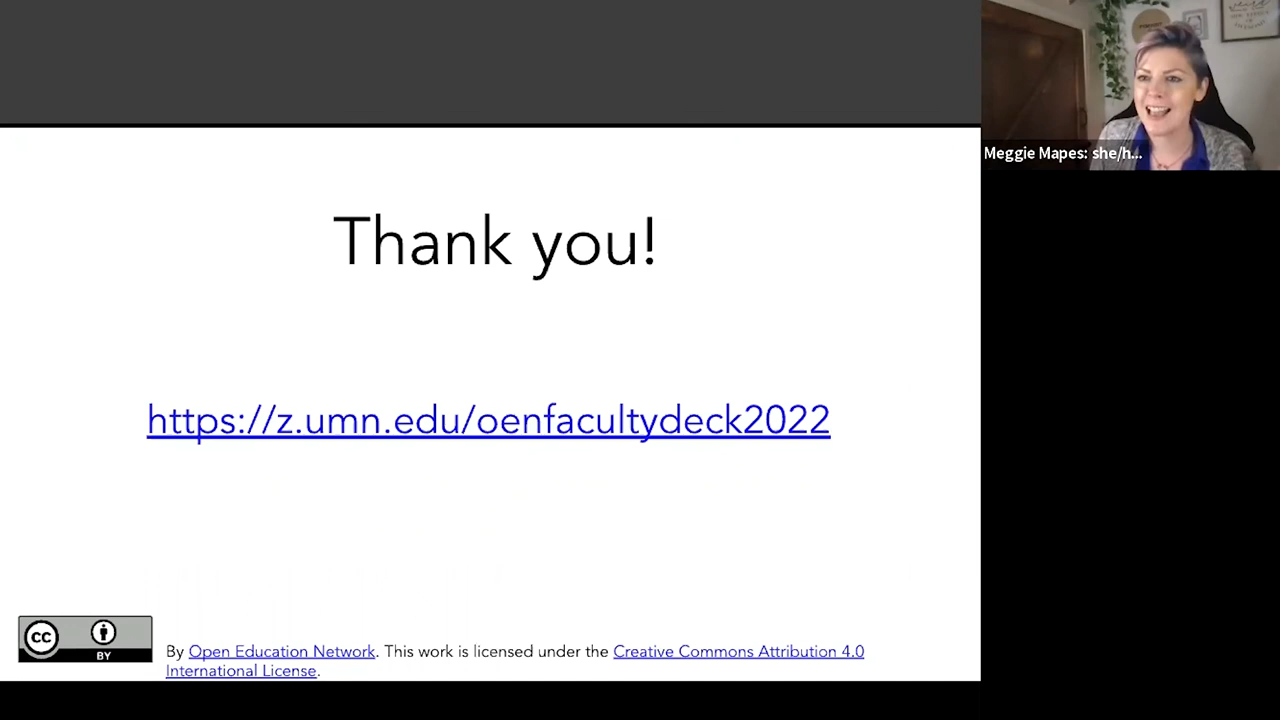 Thank you!
https://z.umn.edu/oenfacultydeck2022
CC
BY
By Open Education Network. This work is licensed under the Creative Commons Attribution 4.0
International License.
Meggie Mapes: she/h...